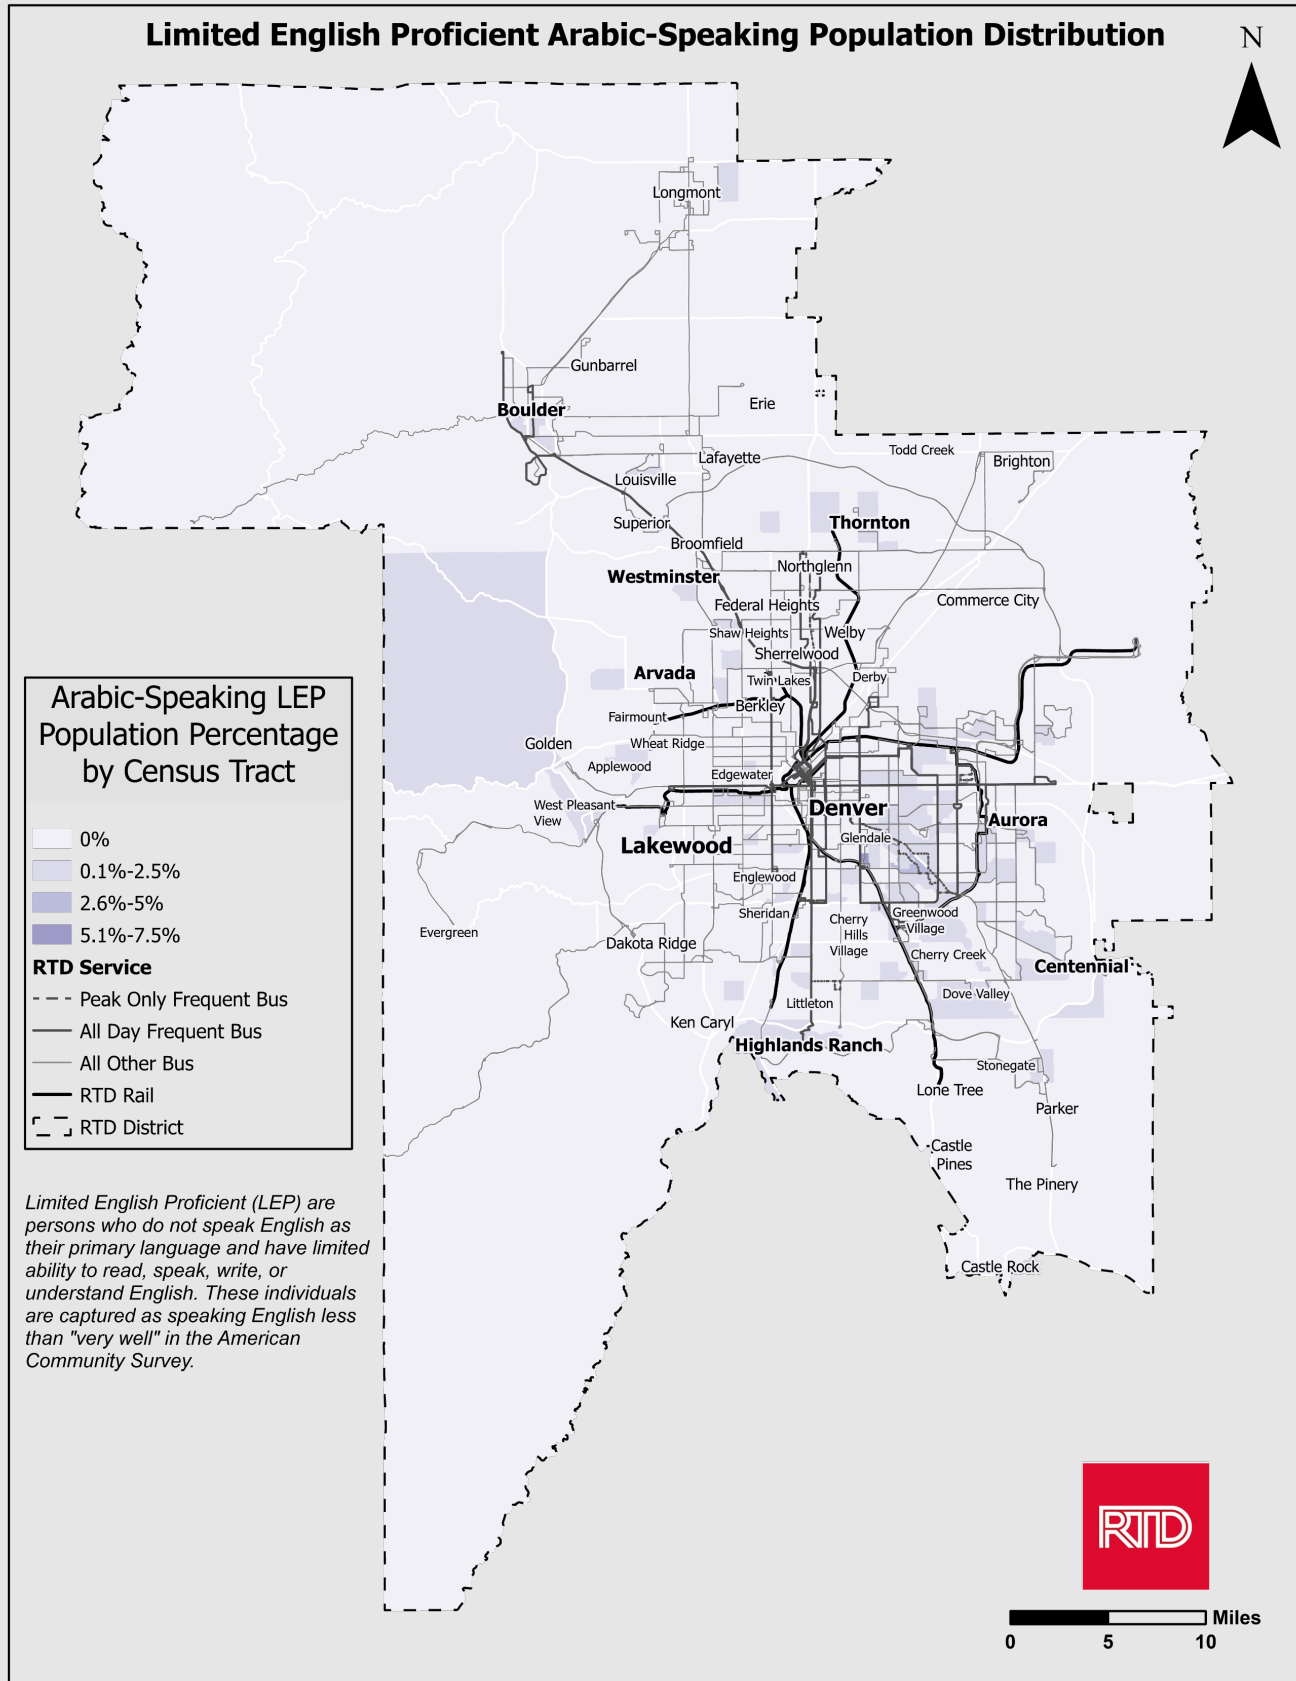 Limited English Proficient Arabic-Speaking Population Distribution
N
Longmont
Gunbarrel
Boulder
Erie
Lafayette
Todd Creek
Brighton
Louisville
Superior
Thornton
Broomfield
Northglenn
Westminster
Federal Heights
Commerce City
Shaw Heights
Welby
Sherrelwood
Arvada
Twin Lakes
Derby
Berkley
Fairmount
Golden
Wheat Ridge
Applewood
Edgewater
West Pleasant
View
Denver
Aurora
Lakewood
Glendale
Englewood
Sheridan
Cherry
Hills
Village
Greenwood
Village
Evergreen
Dakota Ridge
Cherry Creek
Centennial
Dove Valley
Littleton
Ken Caryl
Highlands Ranch
Stonegate
Lone Tree
Parker
Castle
Pines
The Pinery
Castle Rock
Arabic-Speaking LEP
Population Percentage
by Census Tract
0%
0.1%-2.5%
2.6%-5%
5.1%-7.5%
RTD Service
Peak Only Frequent Bus
All Day Frequent Bus
All Other Bus
RTD Rail
RTD District
Limited English Proficient (LEP) are
persons who do not speak English as
their primary language and have limited
ability to read, speak, write, or
understand English. These individuals
are captured as speaking English less
than "very well" in the American
Community Survey.
RTD
Miles
0 5 10